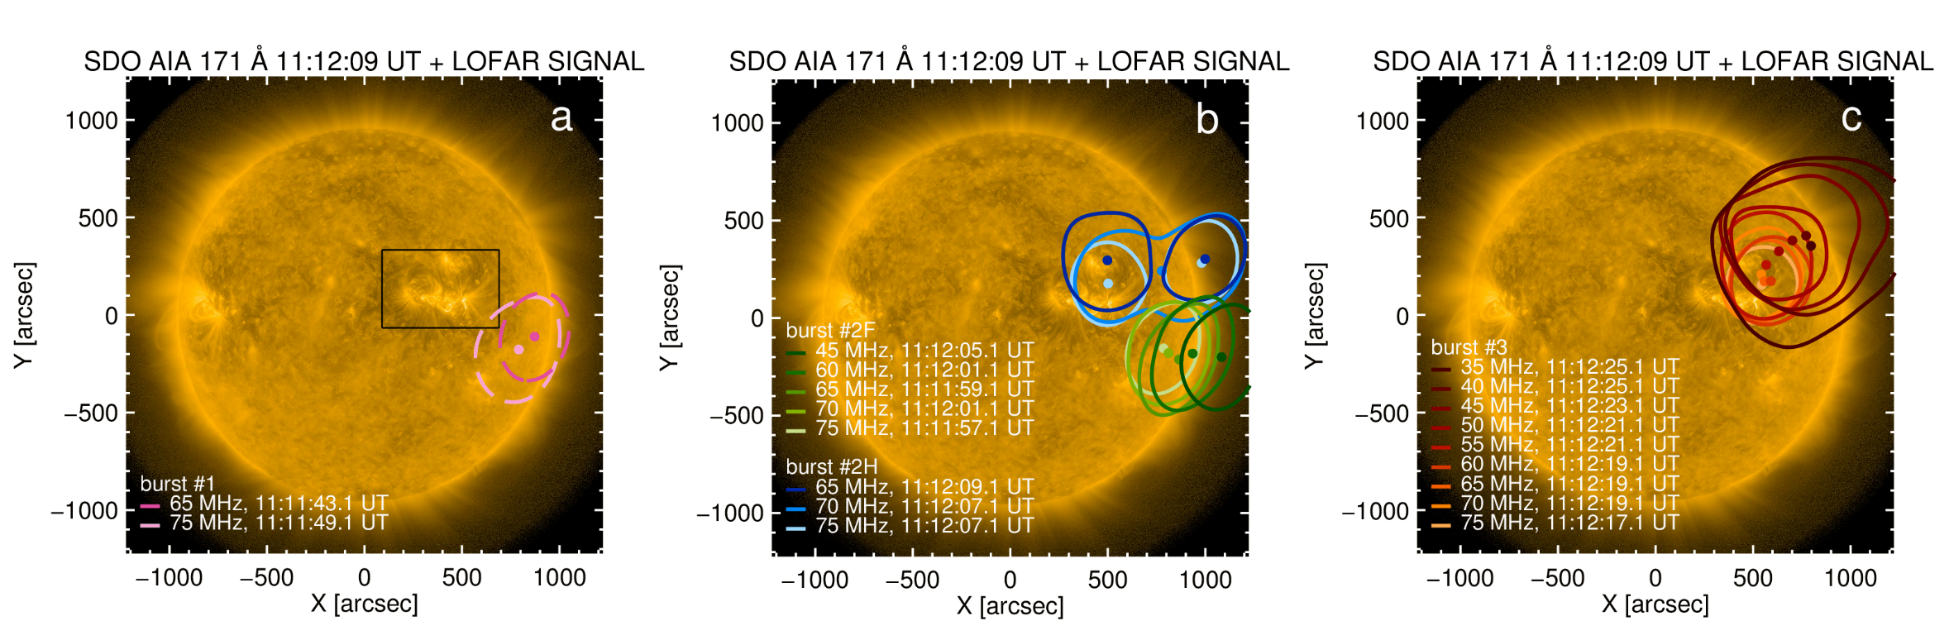 SDO AIA 171 Å 11:12:09 UT + LOFAR SIGNAL
a
1000
500
0
−500
−1000
Y [arcsec]
burst #1
65 MHz, 11:11:43.1 UT
75 MHz, 11:11:49.1 UT
−1000 −500 0 500 1000
X [arcsec]
SDO AIA 171 Å 11:12:09 UT + LOFAR SIGNAL
b
1000
500
0
−500
−1000
Y [arcsec]
burst #2F
45 MHz, 11:12:05.1 UT
60 MHz, 11:12:01.1 UT
65 MHz, 11:11:59.1 UT
70 MHz, 11:12:01.1 UT
75 MHz, 11:11:57.1 UT
burst #2H
65 MHz, 11:12:09.1 UT
70 MHz, 11:12:07.1 UT
75 MHz, 11:12:07.1 UT
−1000 −500 0 500 1000
X [arcsec]
SDO AIA 171 Å 11:12:09 UT + LOFAR SIGNAL
c
1000
500
0
−500
−1000
Y [arcsec]
burst #3
35 MHz, 11:12:25.1 UT
40 MHz, 11:12:25.1 UT
45 MHz, 11:12:23.1 UT
50 MHz, 11:12:21.1 UT
55 MHz, 11:12:21.1 UT
60 MHz, 11:12:19.1 UT
65 MHz, 11:12:19.1 UT
70 MHz, 11:12:19.1 UT
75 MHz, 11:12:17.1 UT
−1000 −500 0 500 1000
X [arcsec]